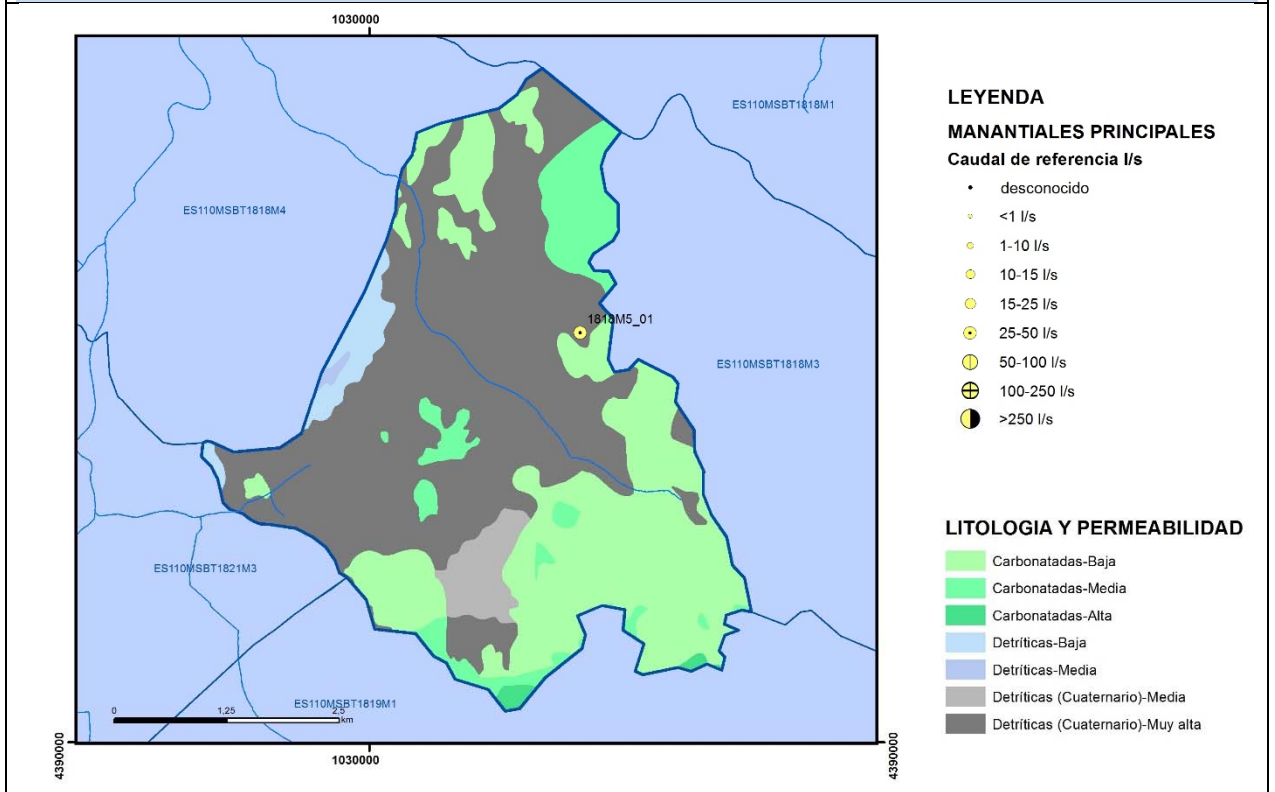 1030000
ES110MSBT1818M1
ES110MSBT1818M4
1818M5_01
ES110MSBT1818M3
ES110MSBT1821M3
ES110MSBT1819M1
0 1,25 2,5
km
4390000
4390000
1030000
LEYENDA
MANANTIALES PRINCIPALES
Caudal de referencia l/s
desconocido
<1 l/s
1-10 l/s
10-15 l/s
15-25 l/s
25-50 l/s
50-100 l/s
100-250 l/s
>250 l/s
LITOLOGIA Y PERMEABILIDAD
Carbonatadas-Baja
Carbonatadas-Media
Carbonatadas-Alta
Detríticas-Baja
Detríticas-Media
Detríticas (Cuaternario)-Media
Detríticas (Cuaternario)-Muy alta